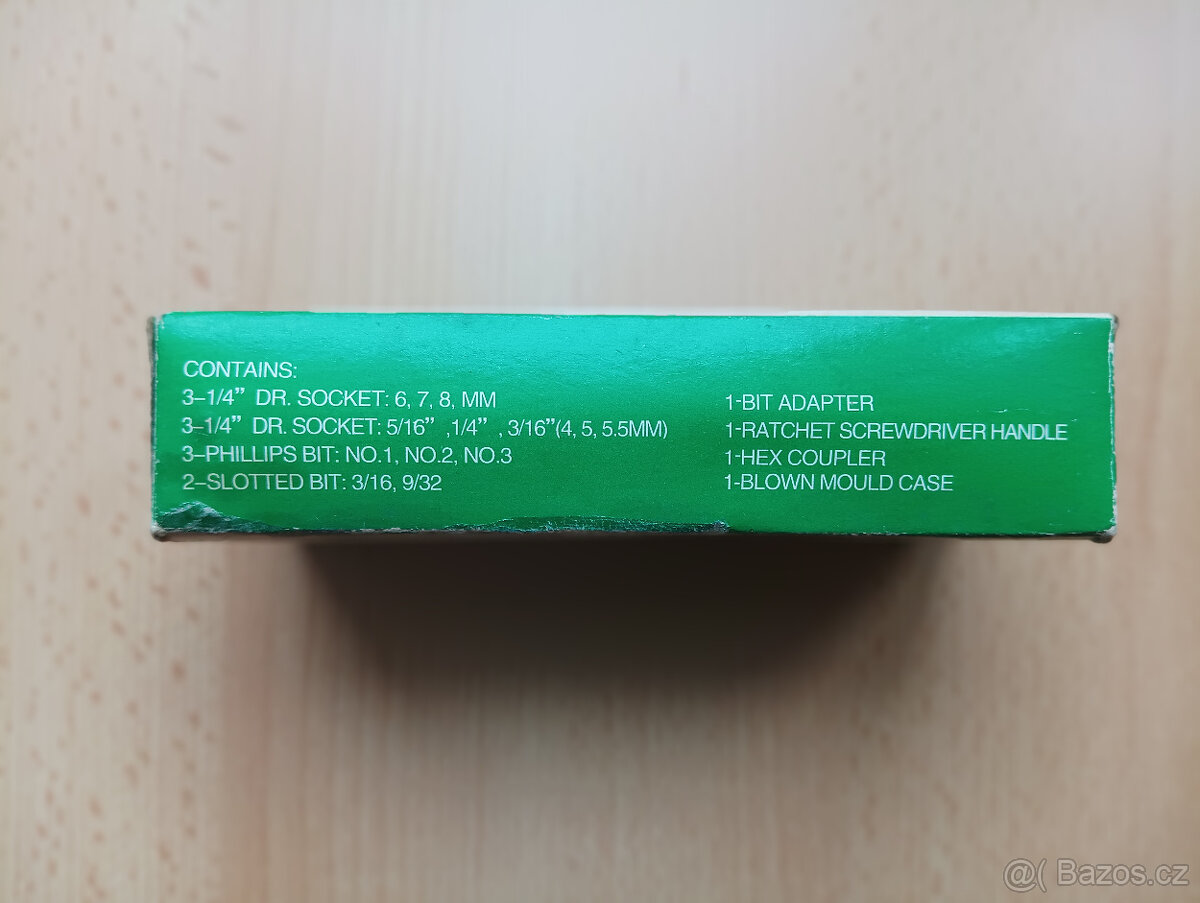 CONTAINS:
3–1/4” DR. SOCKET: 6, 7, 8, MM
3–1/4” DR. SOCKET: 5/16” ,1/4” , 3/16”(4, 5, 5.5MM)
3–PHILLIPS BIT: NO.1, NO.2, NO.3
2–SLOTTED BIT: 3/16, 9/32
1-BIT ADAPTER
1-RATCHET SCREWDRIVER HANDLE
1-HEX COUPLER
1-BLOWN MOULD CASE
@( Bazos.cz